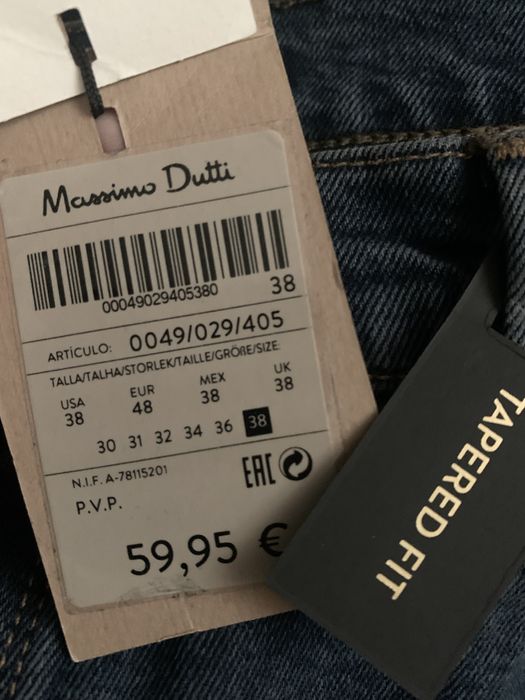 Massimo Dutti
00049029405380
38
ARTÍCULO: 0049/029/405
TALLA/TALHA/STORLEK/TAILLE/GRÖßE/SIZE
USA EUR MEX UK
38 48 38 38
30 31 32 34 36 38
N.I.F. A-78115201
EAC
P.V.P.
59,95 €
TAPERED FIT